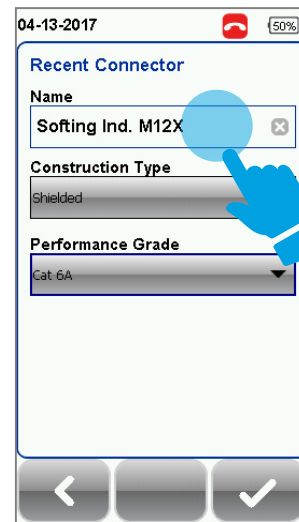 04-13-2017
50%
Recent Connector
Name
Softing Ind. M12X
Construction Type
Shielded
Performance Grade
Cat 6A